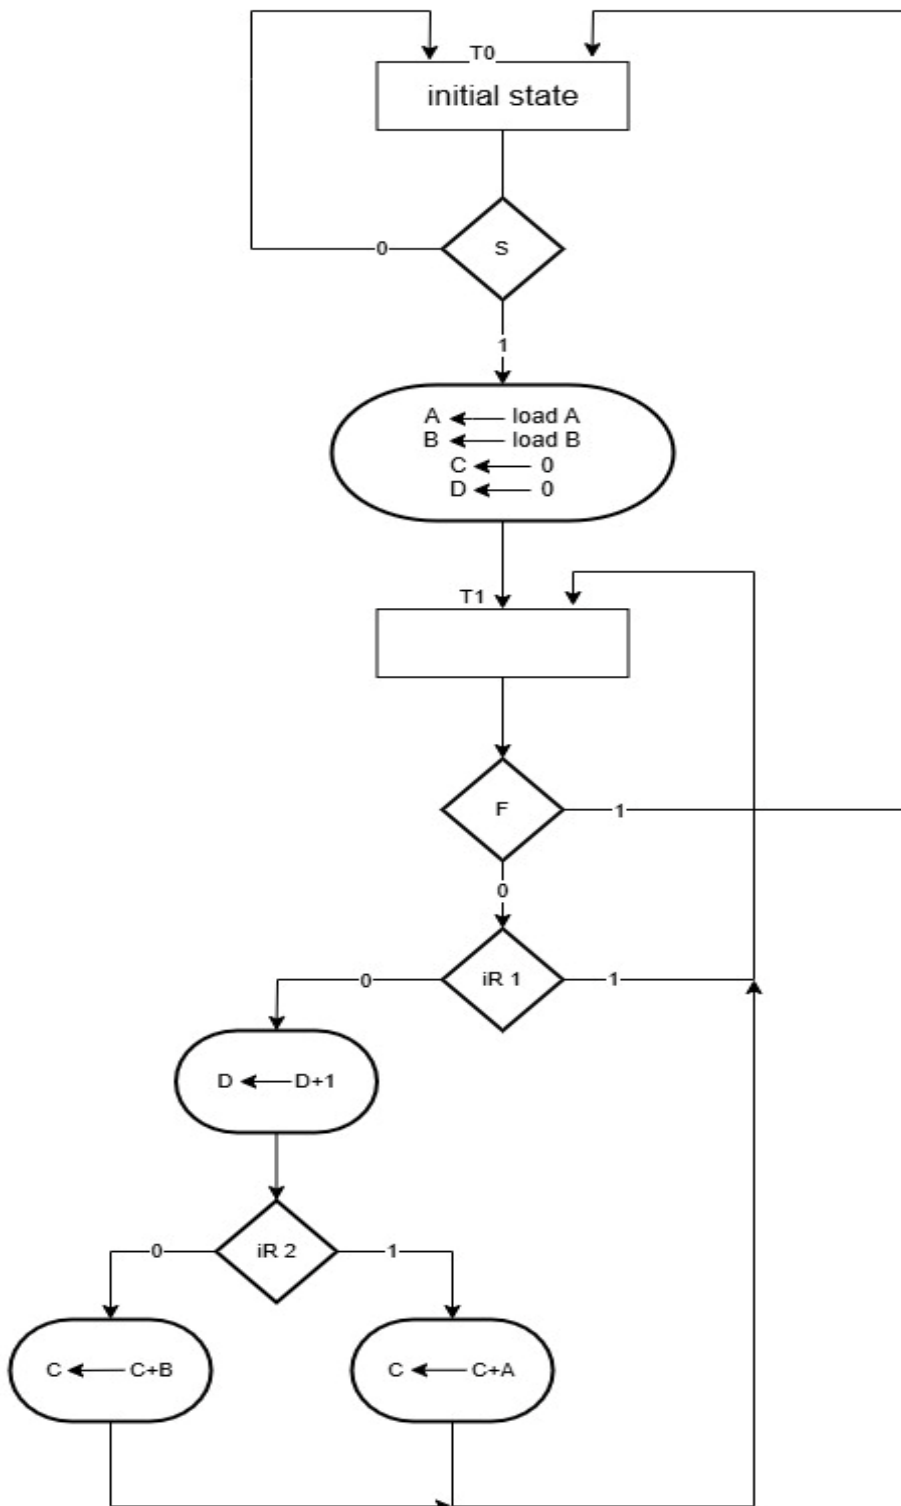 T0
initial state
S
0
1
A ← load A
B ← load B
C ← 0
D ← 0
T1
F
1
0
iR 1
0
1
D ← D+1
iR 2
0
1
C ← C+B
C ← C+A